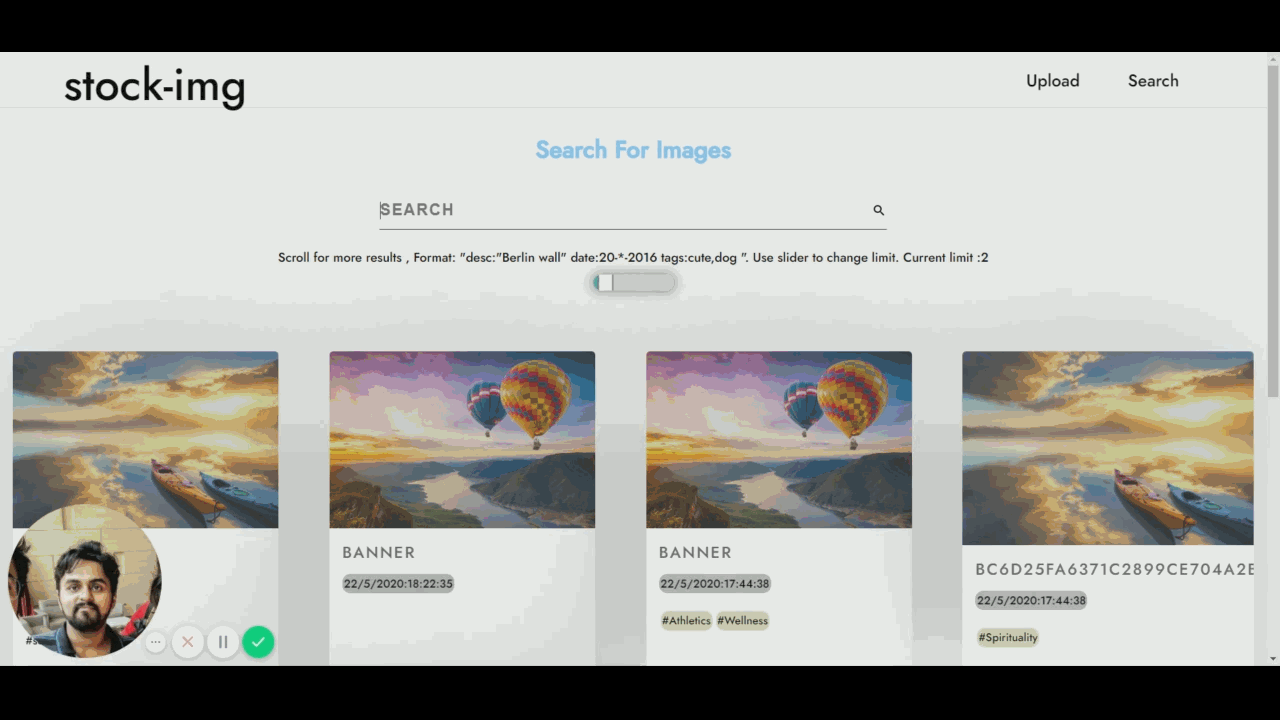 stock-img
Upload Search
Search For Images
SEARCH
Scroll for more results , Format: "desc:"Berlin wall" date:20-*-2016 tags:cute,dog ". Use slider to change limit. Current limit :2
BANNER
22/5/2020:18:22:35
BANNER
22/5/2020:17:44:38
#Athletics #Wellness
BC6D25FA6371C2899CE704A2E
22/5/2020:17:44:38
#Spirituality